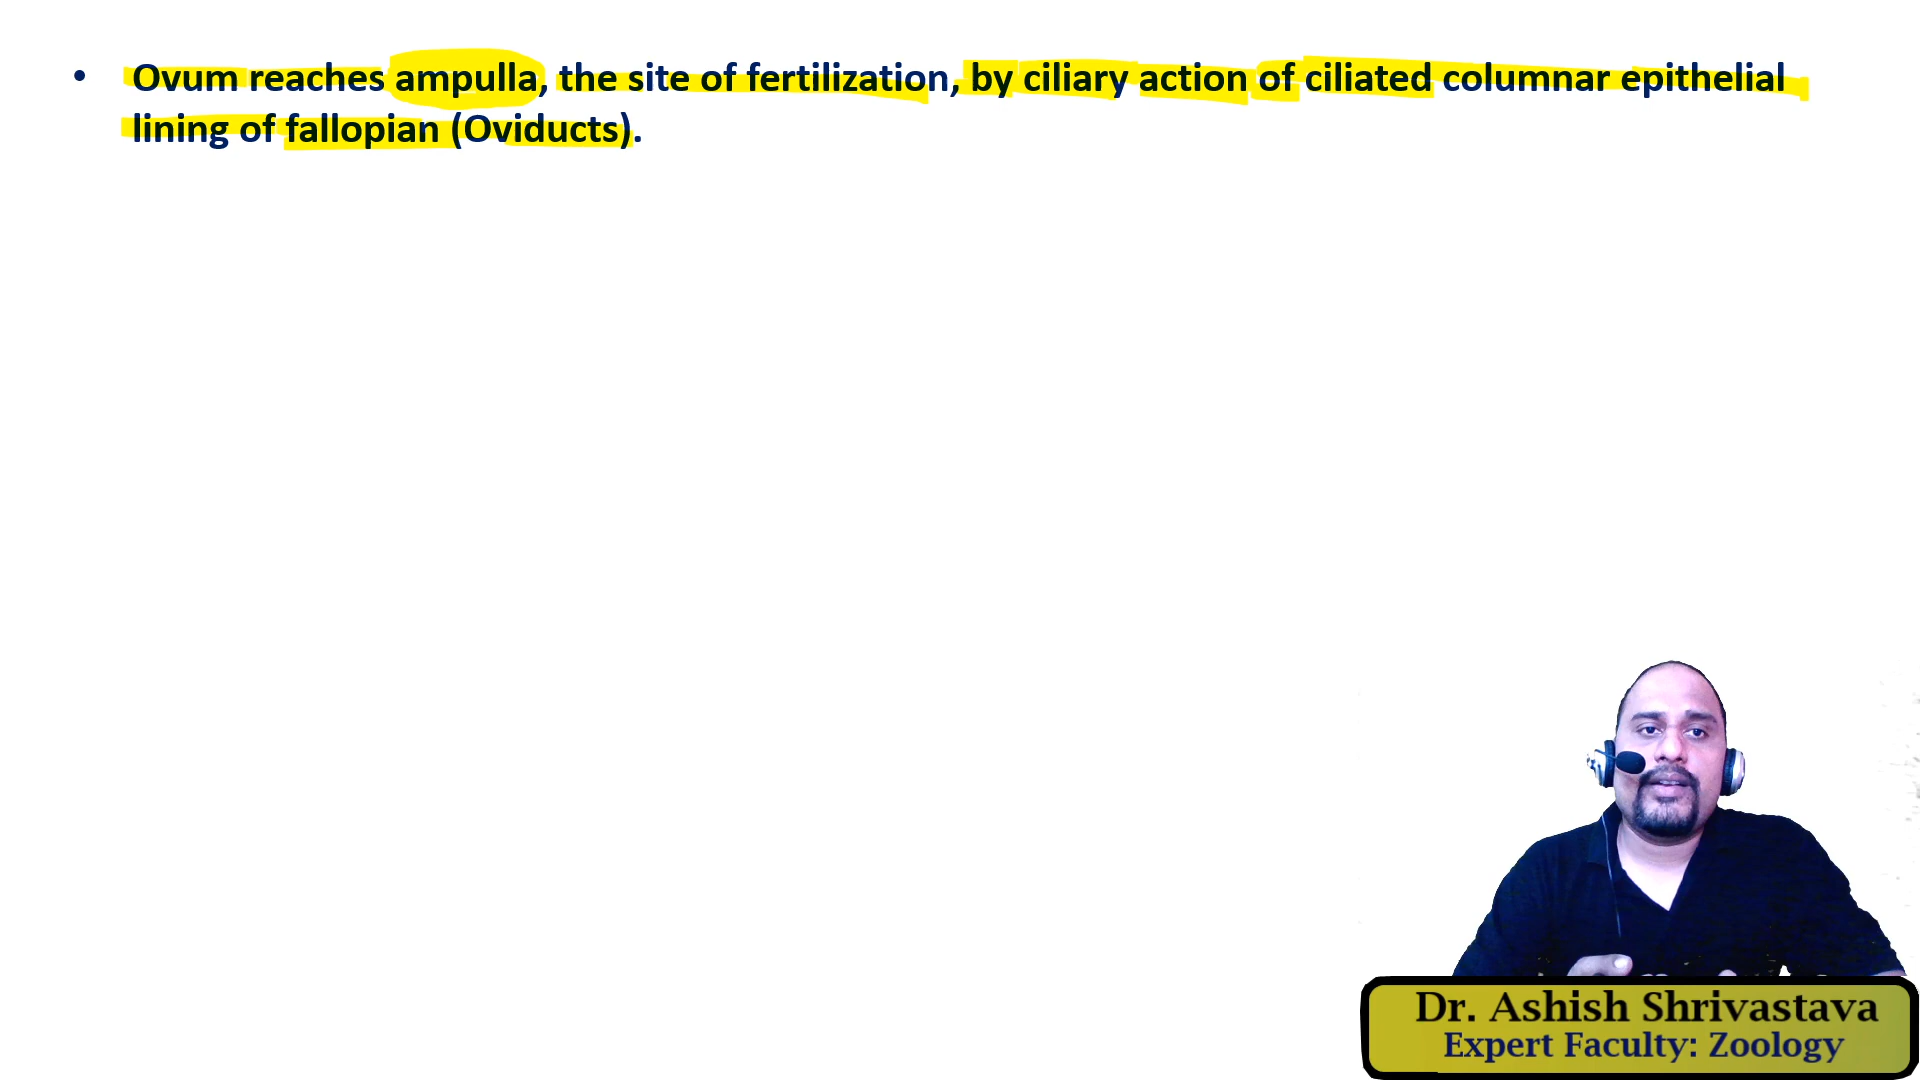 • Ovum reaches ampulla, the site of fertilization, by ciliary action of ciliated columnar epithelial
lining of fallopian (Oviducts).
Dr. Ashish Shrivastava
Expert Faculty: Zoology